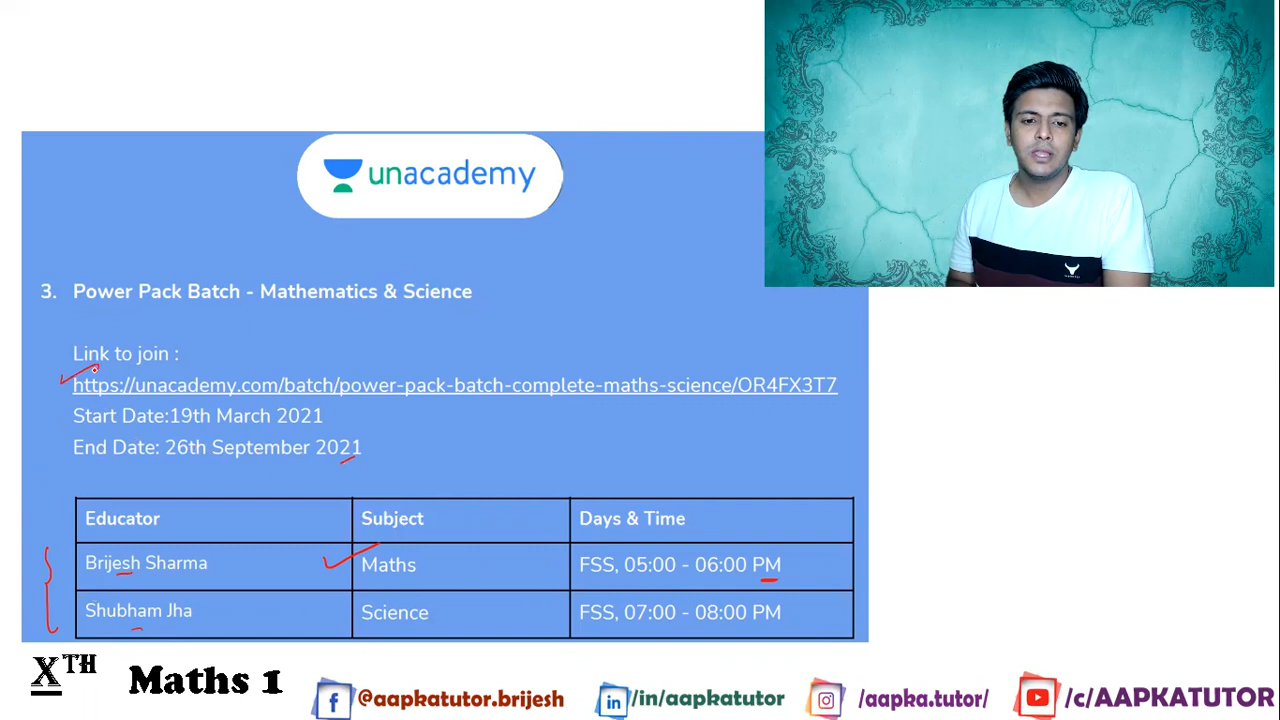 unacademy
3. Power Pack Batch - Mathematics & Science
Link to join :
https://unacademy.com/batch/power-pack-batch-complete-maths-science/OR4FX3T7
Start Date:19th March 2021
End Date: 26th September 2021
Educator Subject Days & Time
Brijesh Sharma Maths FSS, 05:00 - 06:00 PM
Shubham Jha Science FSS, 07:00 - 08:00 PM
XTH Maths 1
@aapkatutor.brijesh /in/aapkatutor /aapka.tutor/ /c/AAPKATUTOR